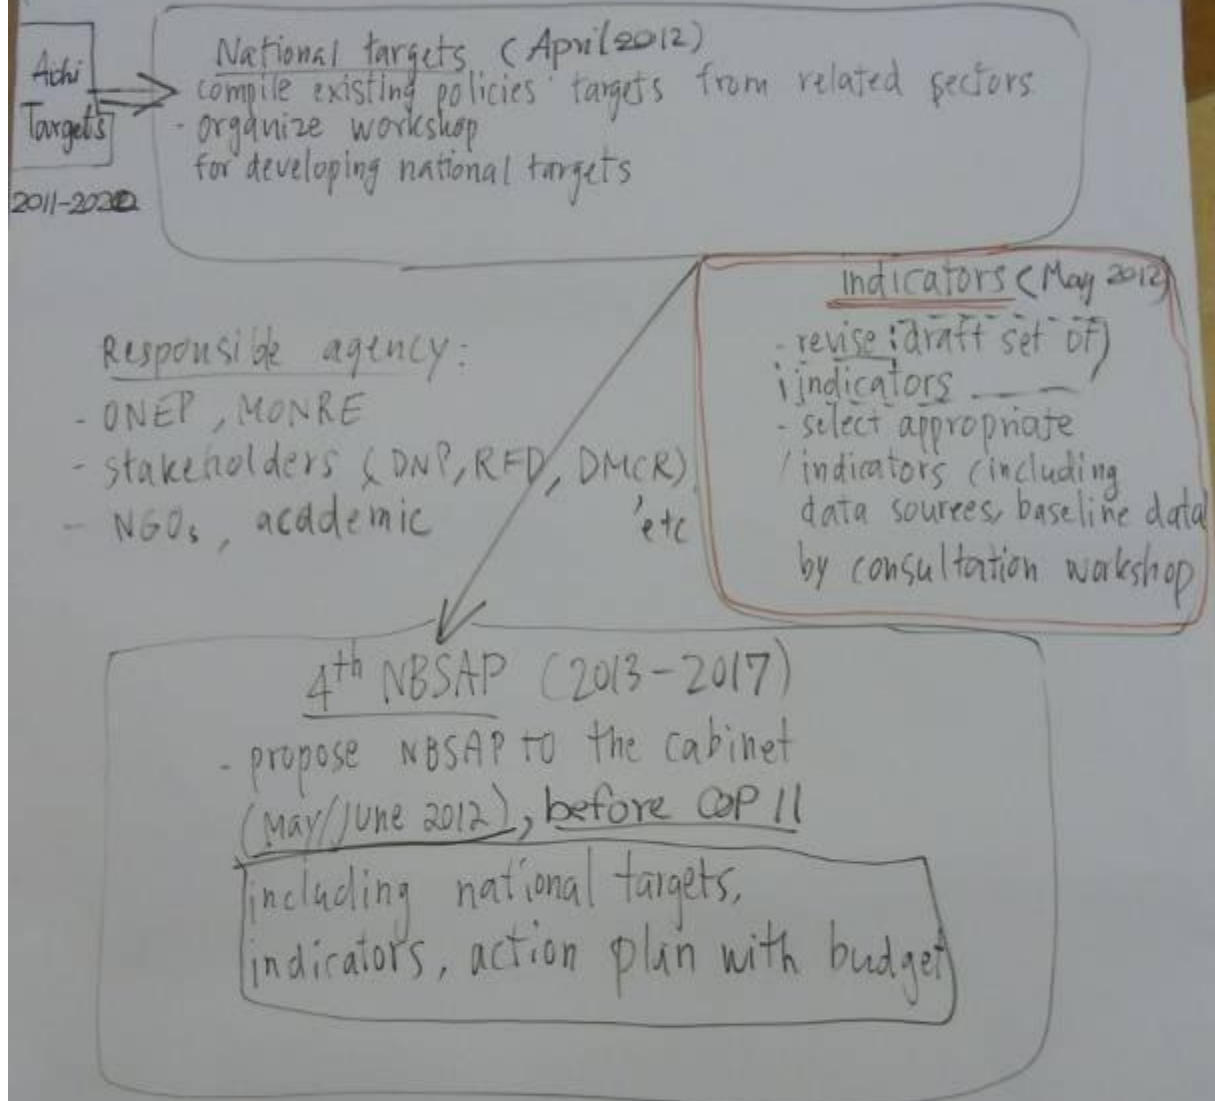 Achi
Targets
2011-2020
National targets (April 2012)
compile existing policies' targets from related sectors
- organize workshop
for developing national targets
indicators (May 2012)
- revise draft set of
indicators
- select appropriate
indicators (including
data sources, baseline data
by consultation workshop
Responsible agency:
- ONEP, MONRE
- stakeholders (DNP, RFD, DMCR)
etc
- NGOs, academic
4th NBSAP (2013-2017)
- propose NBSAP to the cabinet
(May/June 2012), before COP 11
including national targets,
indicators, action plan with budget